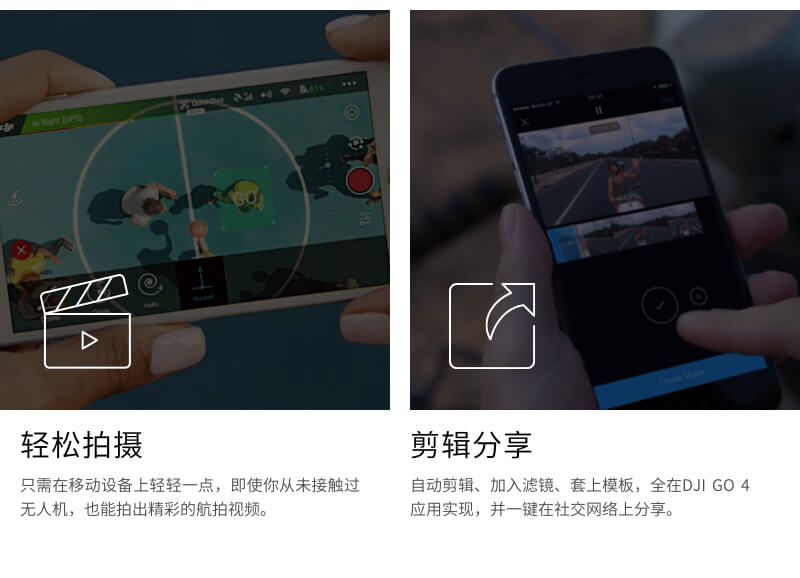 dji
In flight (GPS)
QuickShot
61%
GO
Helix
Rocket
Create Movie
轻松拍摄
只需在移动设备上轻轻一点，即使你从未接触过
无人机，也能拍出精彩的航拍视频。
剪辑分享
自动剪辑、加入滤镜、套上模板，全在DJI GO 4
应用实现，并一键在社交网络上分享。